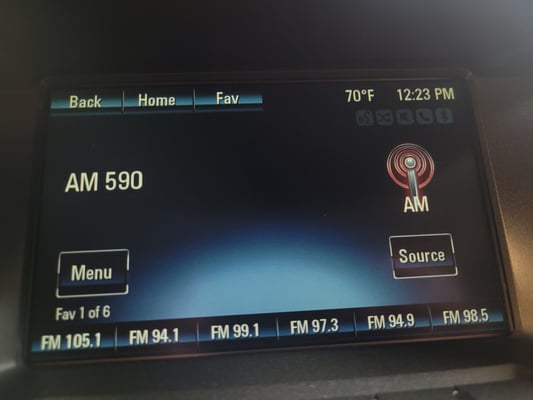 Back Home Fav 70°F 12:23 PM
AM 590
AM
Menu Source
Fav 1 of 6
FM 105.1 FM 94.1 FM 99.1 FM 97.3 FM 94.9 FM 98.5